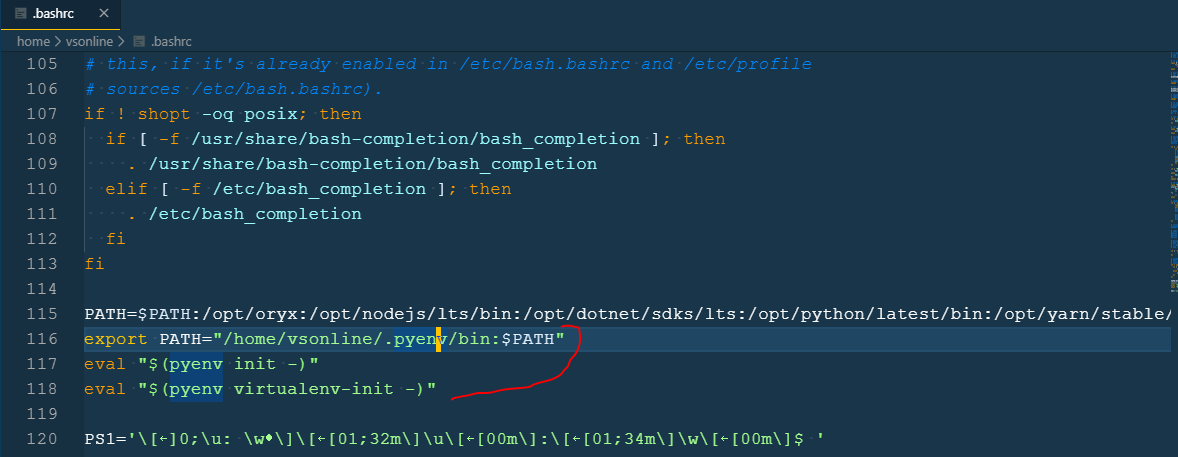 .bashrc ×
home > vsonline > .bashrc
105 # this, if it's already enabled in /etc/bash.bashrc and /etc/profile
106 # sources /etc/bash.bashrc).
107 if ! shopt -oq posix; then
108   if [ -f /usr/share/bash-completion/bash_completion ]; then
109     . /usr/share/bash-completion/bash_completion
110   elif [ -f /etc/bash_completion ]; then
111     . /etc/bash_completion
112   fi
113 fi
114
115 PATH=$PATH:/opt/oryx:/opt/nodejs/lts/bin:/opt/dotnet/sdks/lts:/opt/python/latest/bin:/opt/yarn/stable/
116 export PATH="/home/vsonline/.pyenv/bin:$PATH"
117 eval "$(pyenv init -)"
118 eval "$(pyenv virtualenv-init -)"
119
120 PS1='\[←]0;\u: \w♦\]\[←[01;32m\]\u\[←[00m\]:\[←[01;34m\]\w\[←[00m\]$ '